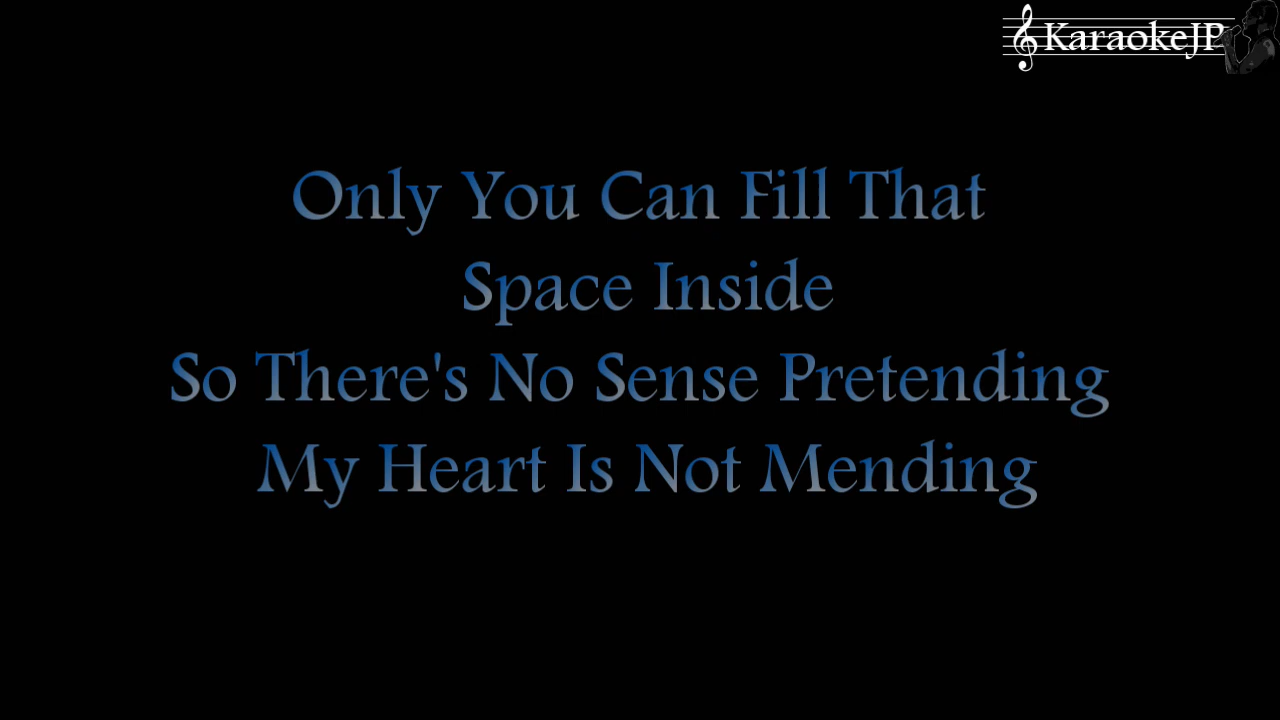 KaraokeJP
Only You Can Fill That
Space Inside
So There's No Sense Pretending
My Heart Is Not Mending